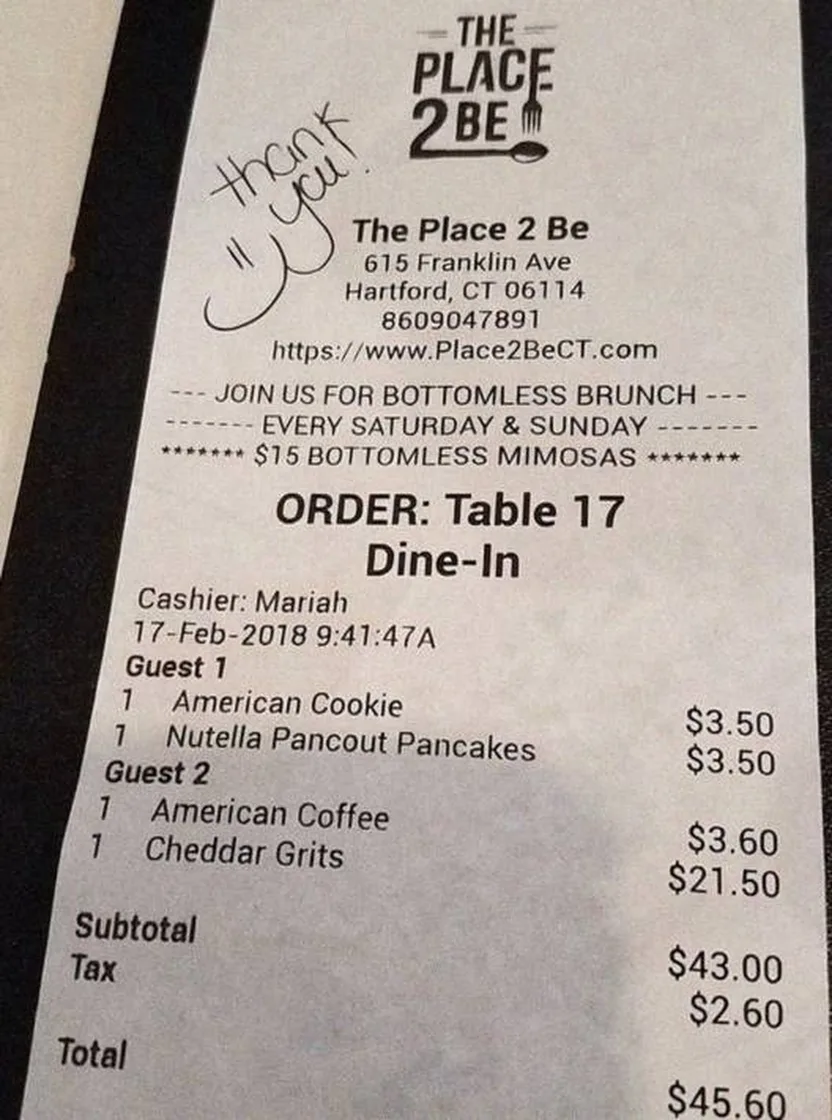 THE
PLACE
2 BE
thank
you!
The Place 2 Be
615 Franklin Ave
Hartford, CT 06114
8609047891
https://www.Place2BeCT.com
--- JOIN US FOR BOTTOMLESS BRUNCH ---
------- EVERY SATURDAY & SUNDAY -------
******* $15 BOTTOMLESS MIMOSAS *******
ORDER: Table 17
Dine-In
Cashier: Mariah
17-Feb-2018 9:41:47A
Guest 1
1 American Cookie $3.50
1 Nutella Pancout Pancakes $3.50
Guest 2
1 American Coffee $3.60
1 Cheddar Grits $21.50
Subtotal $43.00
Tax $2.60
Total $45.60